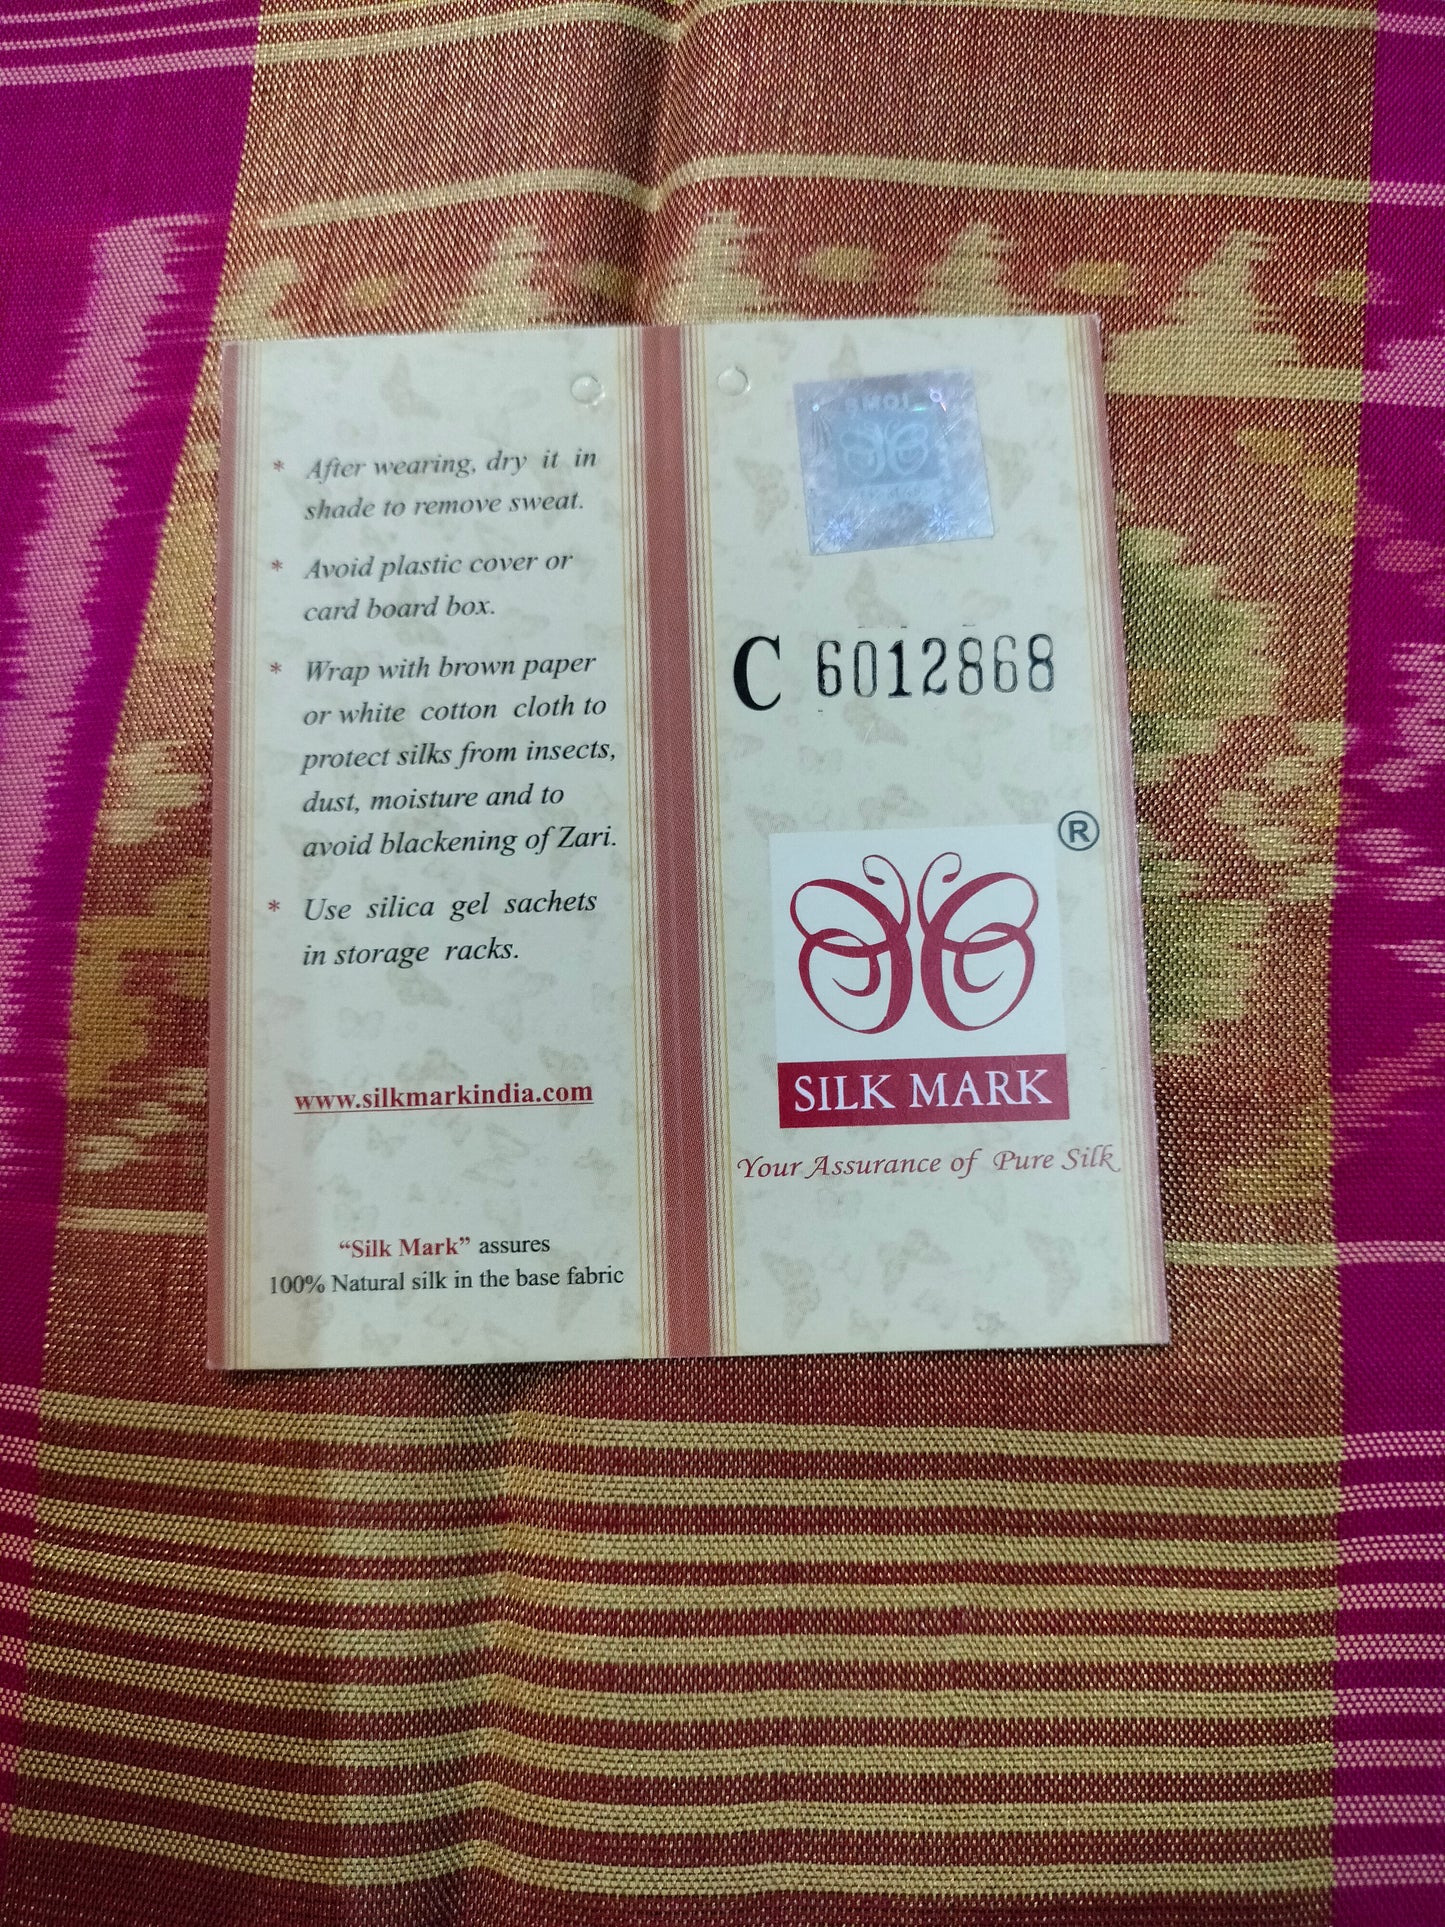 * After wearing, dry it in
shade to remove sweat.
* Avoid plastic cover or
card board box.
* Wrap with brown paper
or white cotton cloth to
protect silks from insects,
dust, moisture and to
avoid blackening of Zari.
* Use silica gel sachets
in storage racks.
www.silkmarkindia.com
“Silk Mark” assures
100% Natural silk in the base fabric
SMOI
C 6012868
®
SILK MARK
Your Assurance of Pure Silk